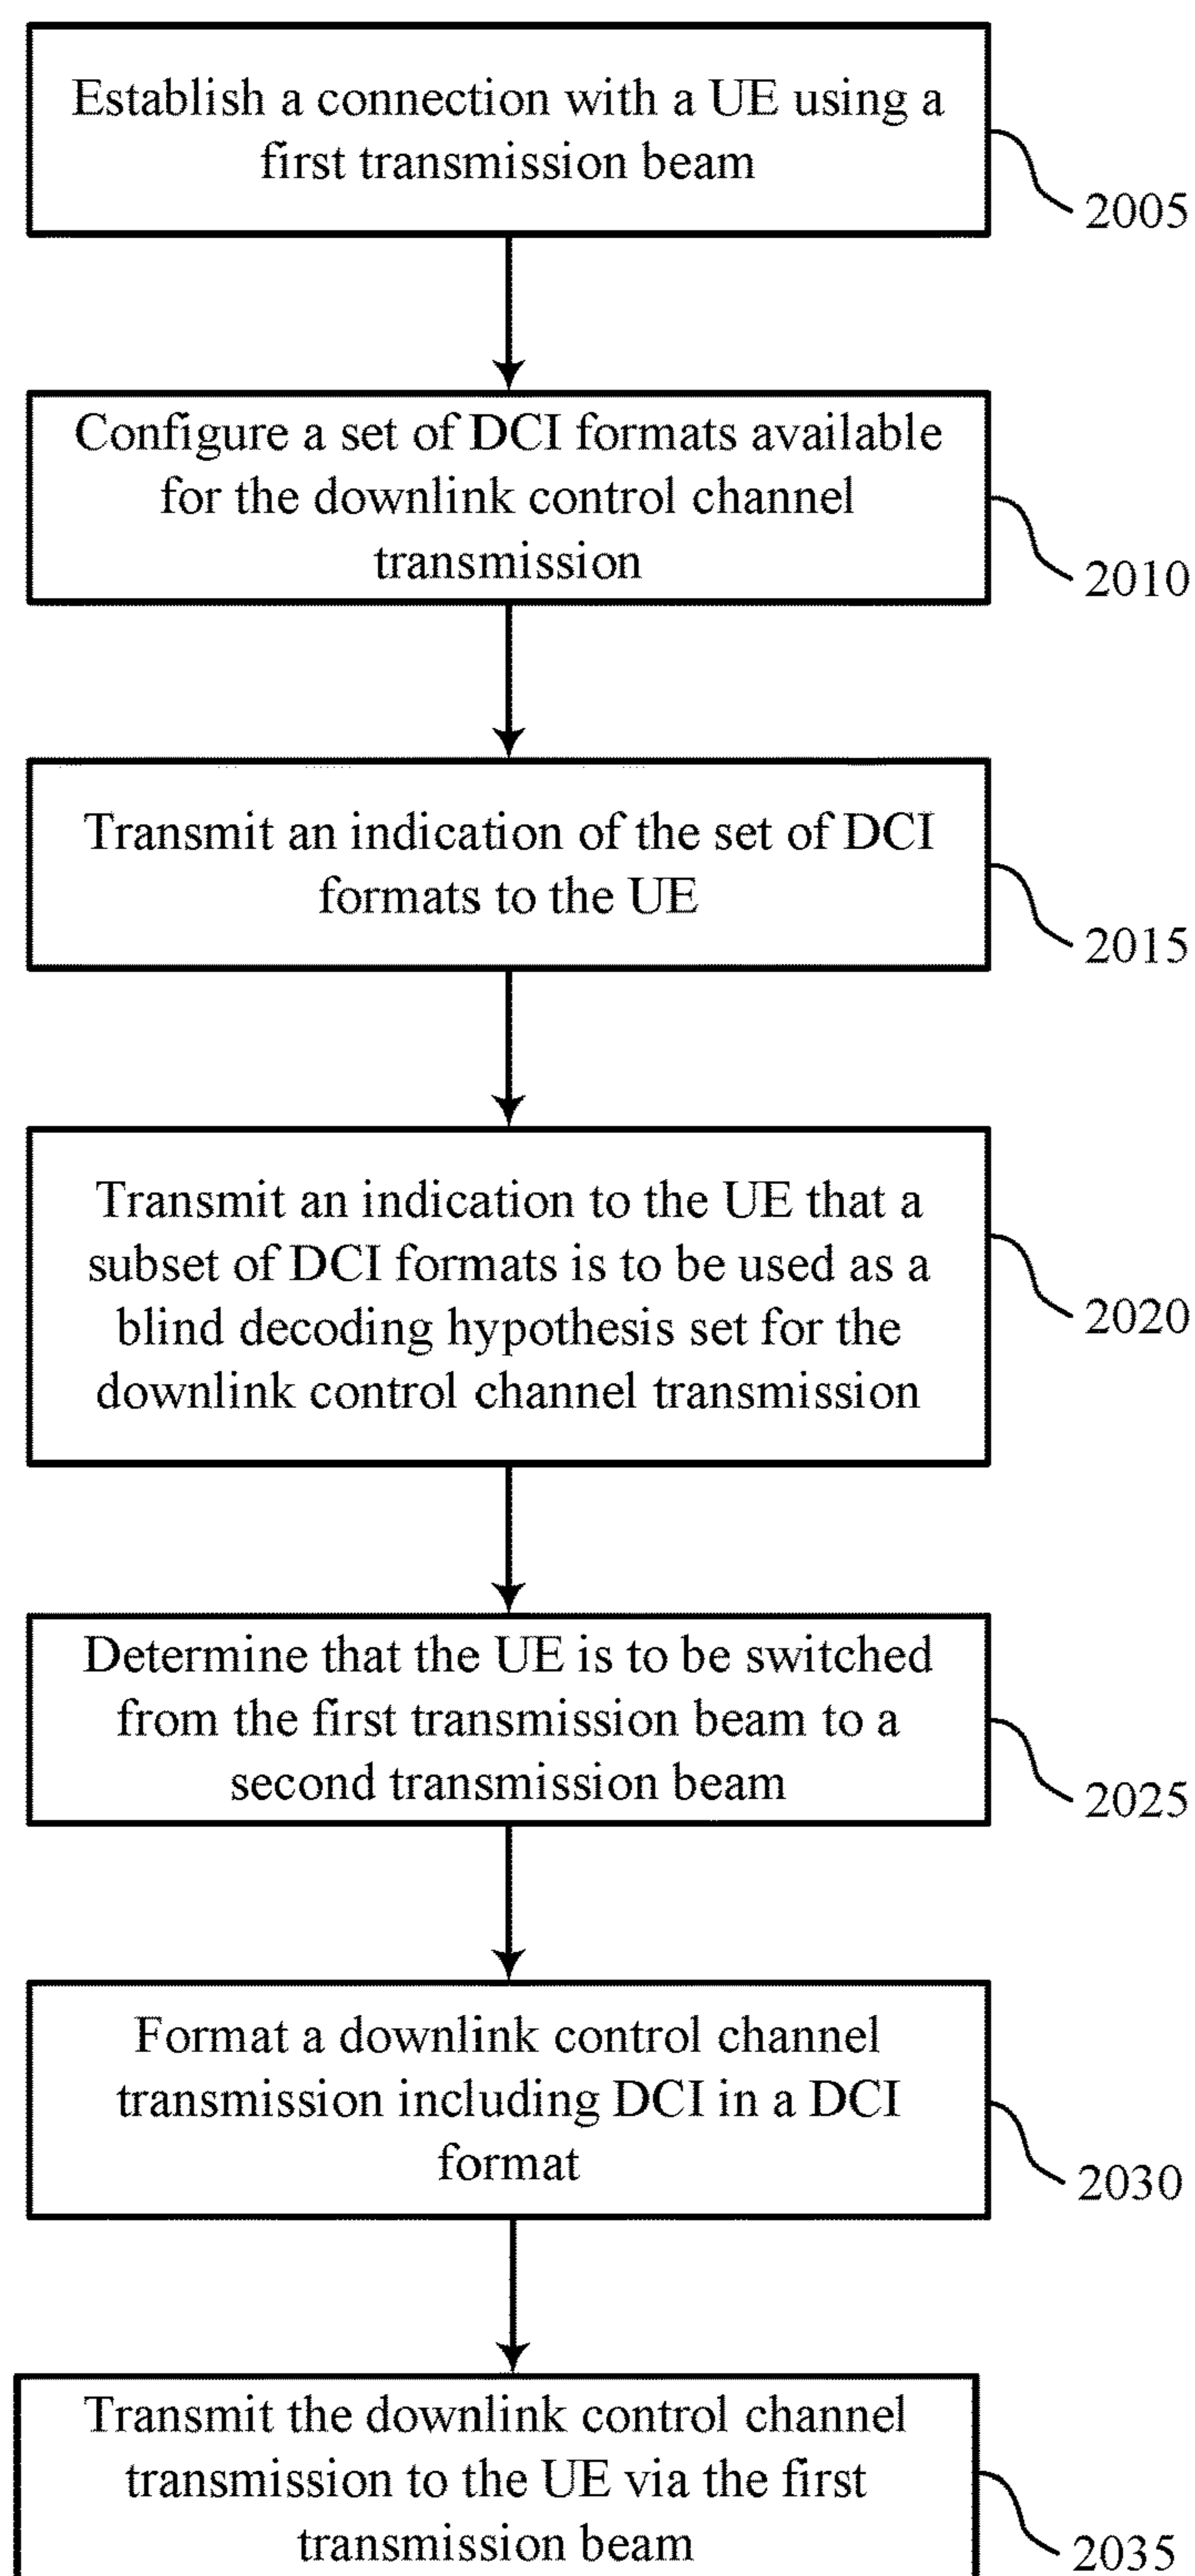 Establish a connection with a UE using a
first transmission beam
2005
Configure a set of DCI formats available
for the downlink control channel
transmission
2010
Transmit an indication of the set of DCI
formats to the UE
2015
Transmit an indication to the UE that a
subset of DCI formats is to be used as a
blind decoding hypothesis set for the
downlink control channel transmission
2020
Determine that the UE is to be switched
from the first transmission beam to a
second transmission beam
2025
Format a downlink control channel
transmission including DCI in a DCI
format
2030
Transmit the downlink control channel
transmission to the UE via the first
transmission beam
2035